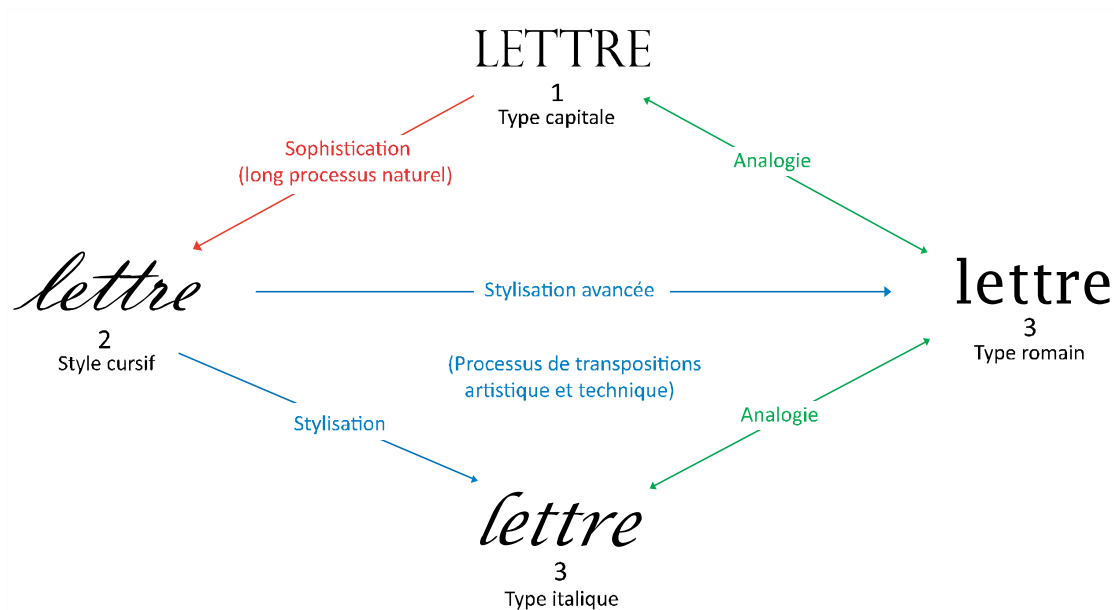 LETTRE
1
Type capitale
Sophistication
(long processus naturel)
Analogie
lettre
2
Style cursif
Stylisation avancée
lettre
3
Type romain
(Processus de transpositions
artistique et technique)
Stylisation
Analogie
lettre
3
Type italique